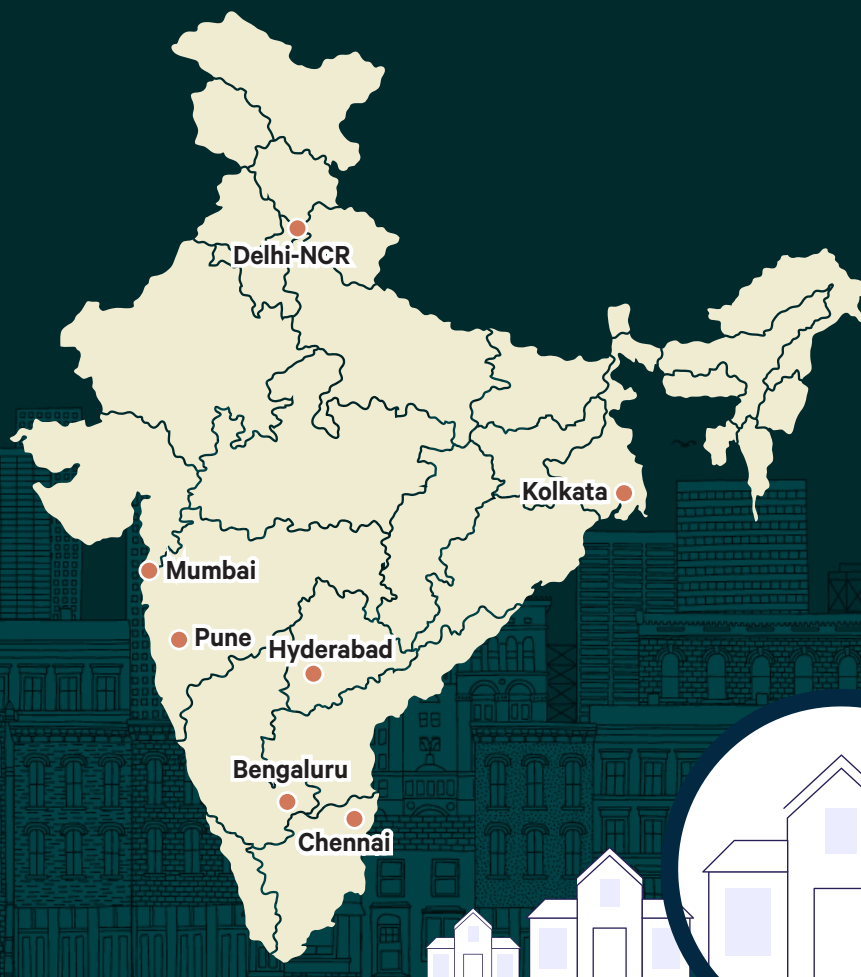 Delhi-NCR
Kolkata
Mumbai
Pune
Hyderabad
Bengaluru
Chennai